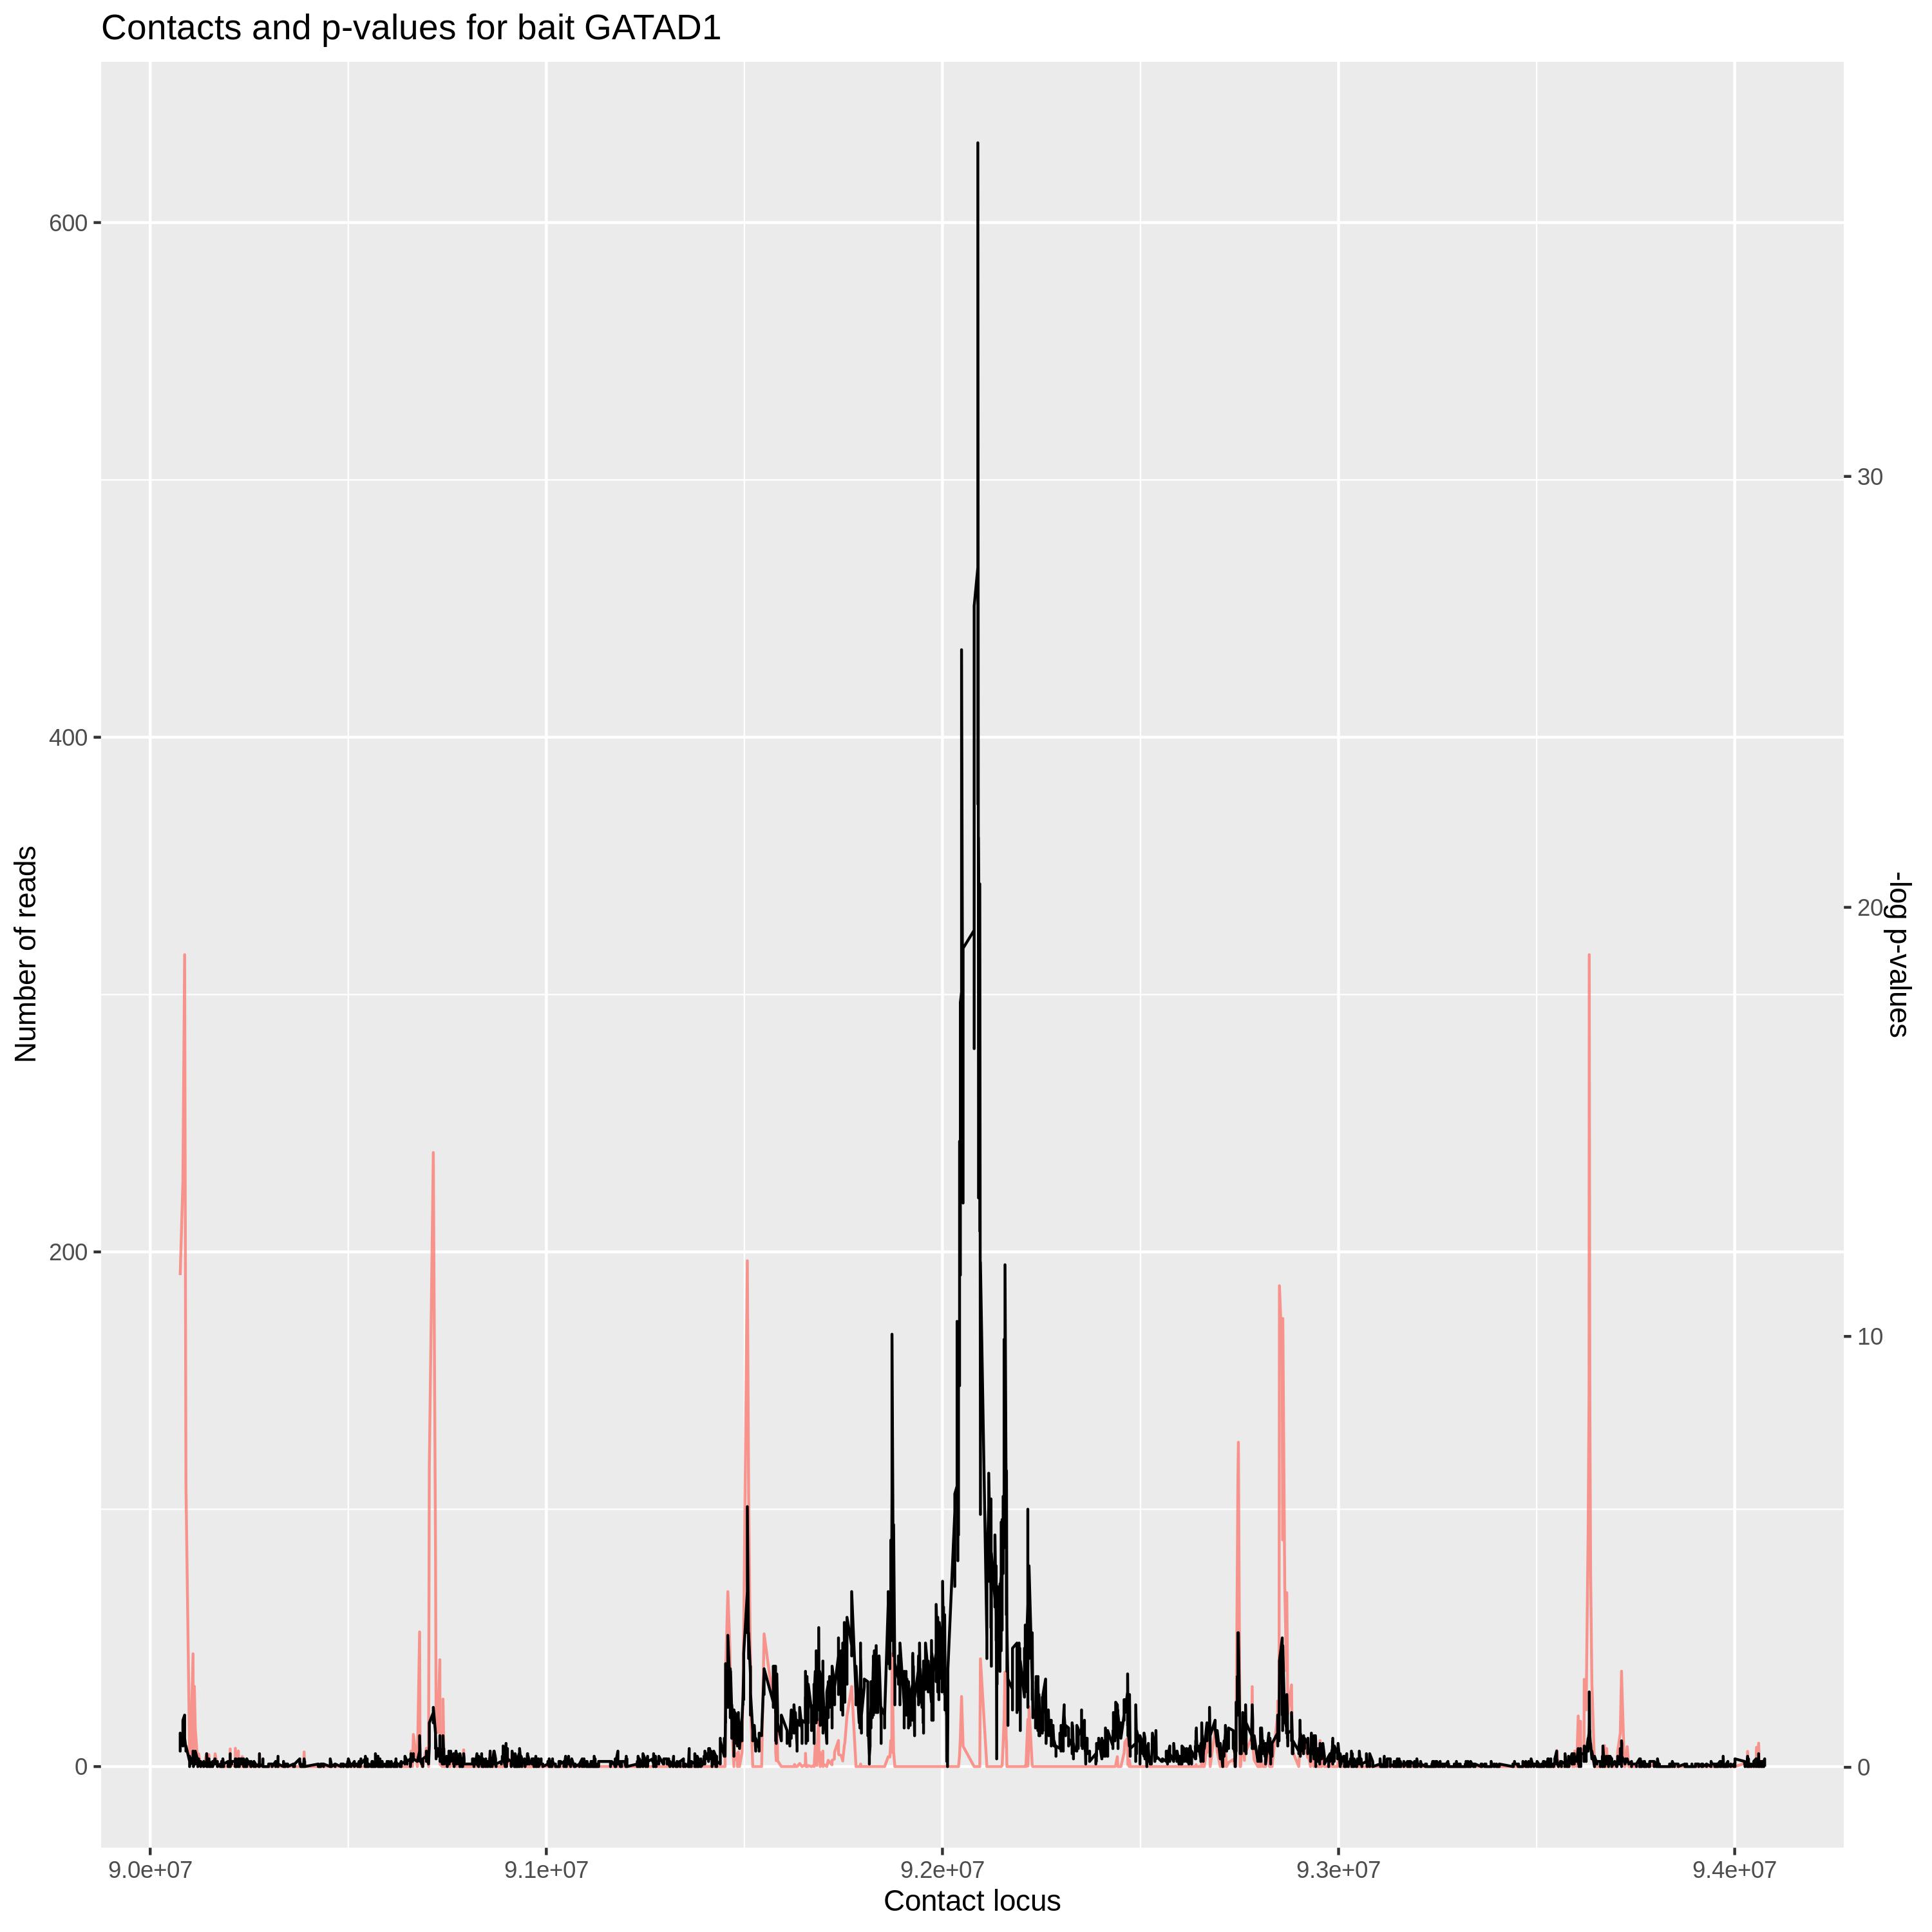 Contacts and p-values for bait GATAD1
Number of reads
600
400
200
0
30
20
10
0
-log p-values
9.0e+07 9.1e+07 9.2e+07 9.3e+07 9.4e+07
Contact locus